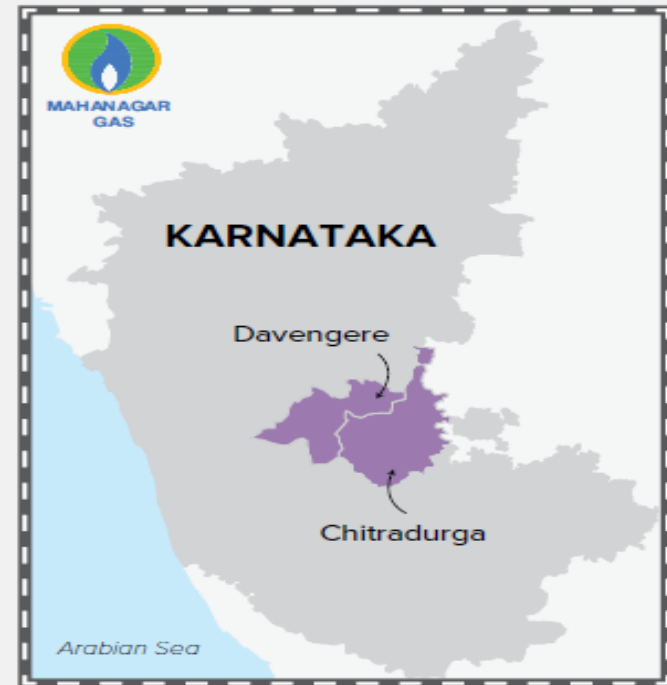 MAHANAGAR
GAS
KARNATAKA
Davengere
Chitradurga
Arabian Sea